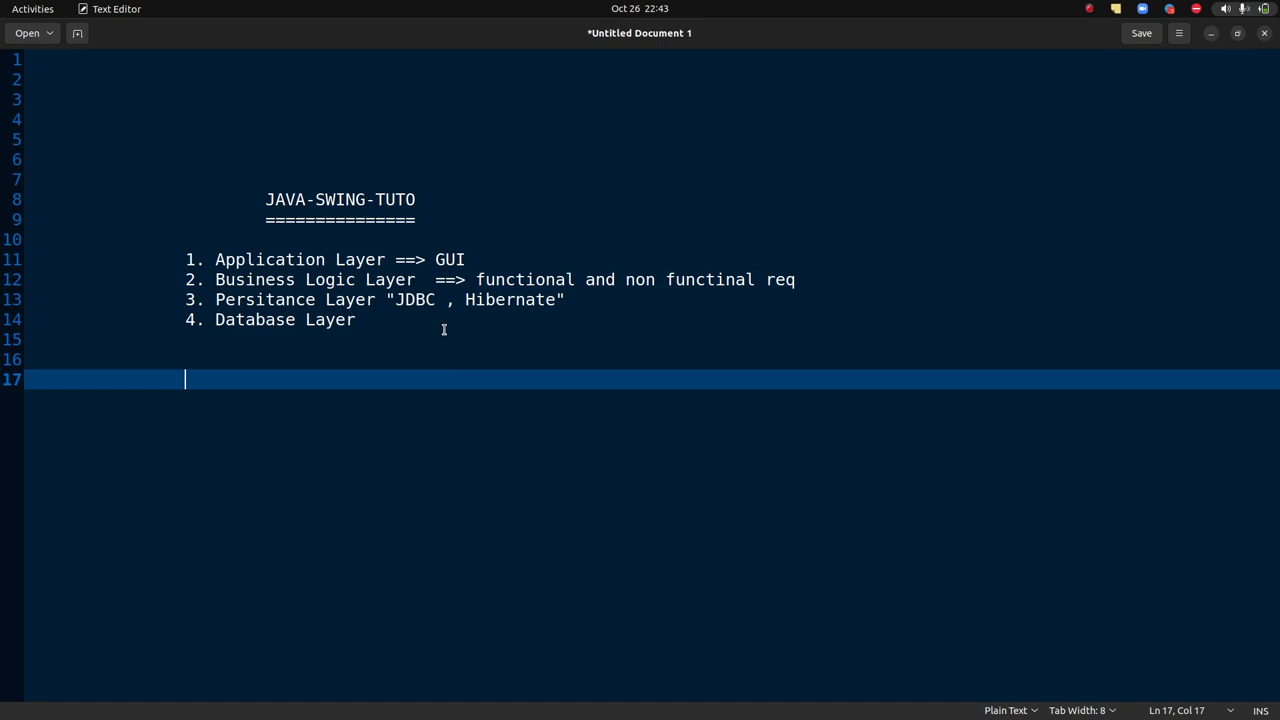 Activities Text Editor Oct 26 22:43
Open *Untitled Document 1 Save
1
2
3
4
5
6
7
8 JAVA-SWING-TUTO
9 ===============
10
11 1. Application Layer ==> GUI
12 2. Business Logic Layer ==> functional and non functinal req
13 3. Persitance Layer "JDBC , Hibernate"
14 4. Database Layer
15
16
17
Plain Text Tab Width: 8 Ln 17, Col 17 INS